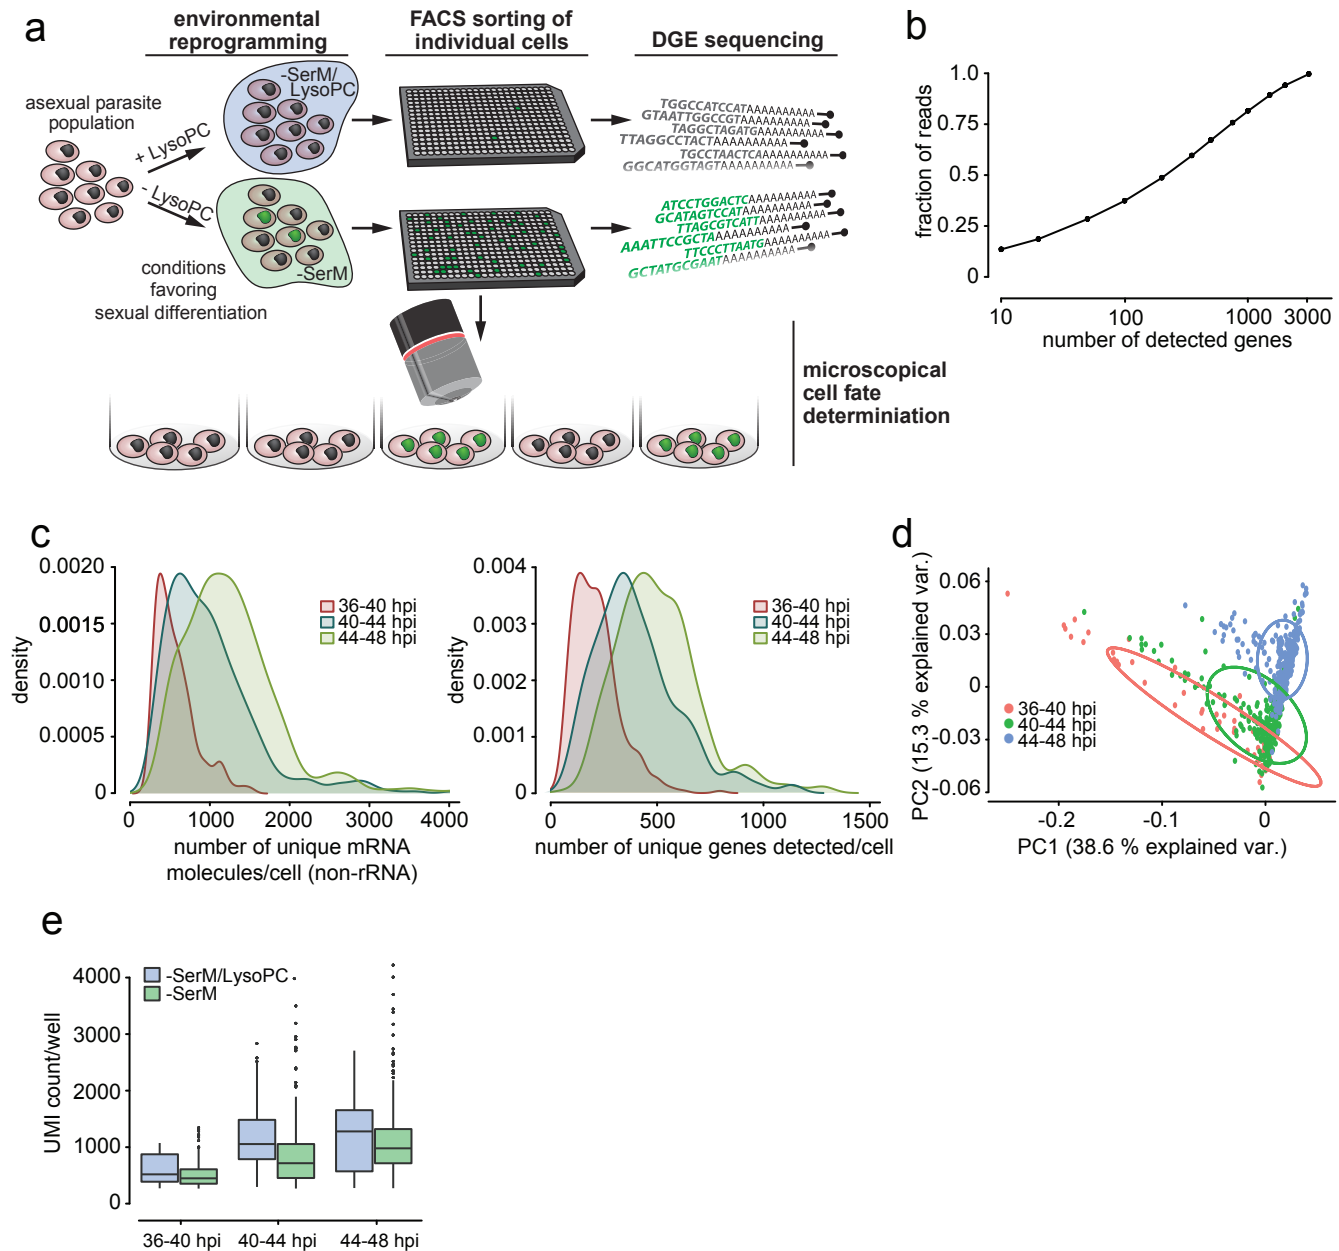 a
environmental
reprogramming
FACS sorting of
individual cells
DGE sequencing
asexual parasite
population
+ LysoPC
- LysoPC
-SerM/
LysoPC
-SerM
conditions
favoring
sexual differentiation
TGGCCATCCATAAAAAAAAAA
GTAATTGGCCGTAAAAAAAAAA
TAGGCTAGATGAAAAAAAAAA
TTAGGCCTACTAAAAAAAAAA
TGCCTAACTCAAAAAAAAAAA
GGCATGGTAGTAAAAAAAAAA
ATCCTGGACTCAAAAAAAAAA
GCATAGTCCATAAAAAAAAAA
TTAGCGTCATTAAAAAAAAAA
AAATTCCGCTAAAAAAAAAAA
TTCCCTTAATGAAAAAAAAAA
GCTATGCGAATAAAAAAAAAA
microscopical
cell fate
determiniation
b
fraction of reads
1.0
0.75
0.5
0.25
0
10 100 1000 3000
number of detected genes
c
density
0.0020
0.0015
0.0010
0.0005
0
36-40 hpi
40-44 hpi
44-48 hpi
0 1000 2000 3000 4000
number of unique mRNA
molecules/cell (non-rRNA)
density
0.004
0.003
0.002
0.001
0
36-40 hpi
40-44 hpi
44-48 hpi
0 500 1000 1500
number of unique genes detected/cell
d
PC2 (15.3 % explained var.)
0.06
0.03
0
-0.03
-0.06
36-40 hpi
40-44 hpi
44-48 hpi
-0.2 -0.1 0
PC1 (38.6 % explained var.)
e
UMI count/well
4000
3000
2000
1000
0
-SerM/LysoPC
-SerM
36-40 hpi 40-44 hpi 44-48 hpi